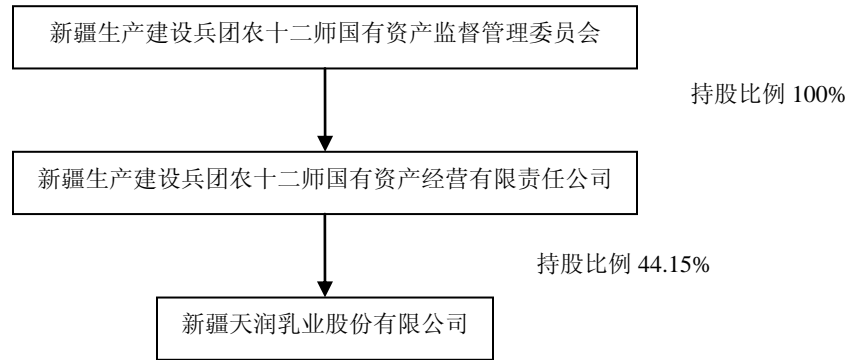 新疆生产建设兵团农十二师国有资产监督管理委员会
持股比例 100%
新疆生产建设兵团农十二师国有资产经营有限责任公司
持股比例 44.15%
新疆天润乳业股份有限公司